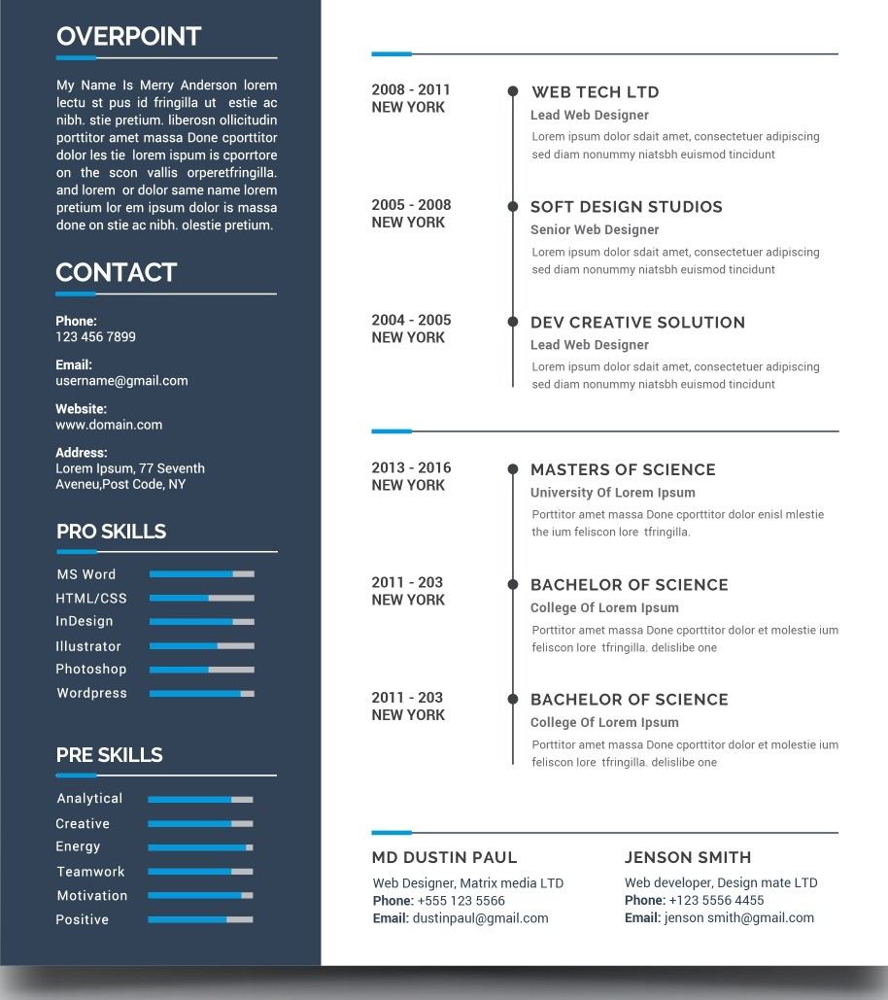 OVERPOINT
My Name Is Merry Anderson lorem
lectu st pus id fringilla ut estie ac
nibh. stie pretium. liberosn ollicitudin
porttitor amet massa Done cporttitor
dolor les tie lorem ispum is cporrtore
on the scon vallis orperetfringilla.
and lorem or dolor same name lorem
pretium lor em ipsum dolor is massa
done on stie ac nibh. olestie pretium.
CONTACT
Phone:
123 456 7899
Email:
username@gmail.com
Website:
www.domain.com
Address:
Lorem Ipsum, 77 Seventh
Aveneu,Post Code, NY
PRO SKILLS
MS Word
HTML/CSS
InDesign
Illustrator
Photoshop
Wordpress
PRE SKILLS
Analytical
Creative
Energy
Teamwork
Motivation
Positive
2008 - 2011
NEW YORK
WEB TECH LTD
Lead Web Designer
Lorem ipsum dolor sdait amet, consectetuer adipiscing
sed diam nonummy niatsbh euismod tincidunt
2005 - 2008
NEW YORK
SOFT DESIGN STUDIOS
Senior Web Designer
Lorem ipsum dolor sdait amet, consectetuer adipiscing
sed diam nonummy niatsbh euismod tincidunt
2004 - 2005
NEW YORK
DEV CREATIVE SOLUTION
Lead Web Designer
Lorem ipsum dolor sdait amet, consectetuer adipiscing
sed diam nonummy niatsbh euismod tincidunt
2013 - 2016
NEW YORK
MASTERS OF SCIENCE
University Of Lorem Ipsum
Porttitor amet massa Done cporttitor dolor enisl mlestie
the ium feliscon lore tfringilla.
2011 - 203
NEW YORK
BACHELOR OF SCIENCE
College Of Lorem Ipsum
Porttitor amet massa Done cporttitor dolor et molestie ium
feliscon lore tfringilla. delislibe one
2011 - 203
NEW YORK
BACHELOR OF SCIENCE
College Of Lorem Ipsum
Porttitor amet massa Done cporttitor dolor et molestie ium
feliscon lore tfringilla. delislibe one
MD DUSTIN PAUL
Web Designer, Matrix media LTD
Phone: +555 123 5566
Email: dustinpaul@gmail.com
JENSON SMITH
Web developer, Design mate LTD
Phone: +123 5556 4455
Email: jenson smith@gmail.com